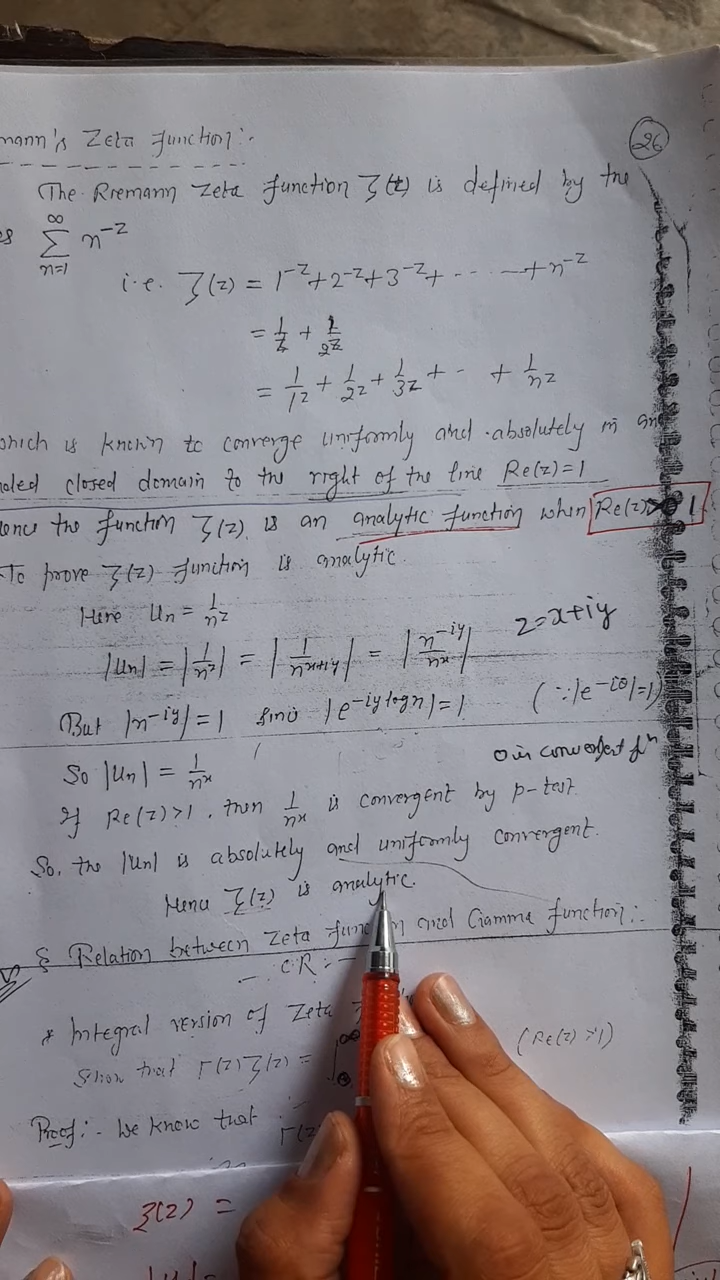 mann's Zeta function:-
26
The Riemann Zeta function ζ(z) is defined by the
es ∑_{n=1}^{∞} n^{-z}
i.e. ζ(z) = 1^{-z} + 2^{-z} + 3^{-z} + - - - - + n^{-z}
= 1/z + 1/2^z
= 1/1^z + 1/2^z + 1/3^z + - - + 1/n^z
which is known to converge uniformly and absolutely in any
nded closed domain to the right of the line Re(z)=1
ence the function ζ(z) is an analytic function when Re(z) > 1
To prove ζ(z) function is analytic.
Here Un = 1/n^z
z = x+iy
|Un| = |1/n^z| = |1/n^{x+iy}| = |n^{-iy}/n^x|
But |n^{-iy}| = 1 |e^{-iy log n}| = 1 (∵ |e^{-iθ}| = 1)
So |Un| = 1/n^x
If Re(z)>1, then 1/n^x is convergent by p-test.
So, the |Un| is absolutely and uniformly convergent.
Hence ζ(z) is analytic.
§ Relation between Zeta fun n and Gamma function:-
- OR:-
* Integral version of Zeta
Show that Γ(z)ζ(z) = ∫_0^∞ (Re(z) >1)
Proof:- We know that
Γ(z
ζ(z) =